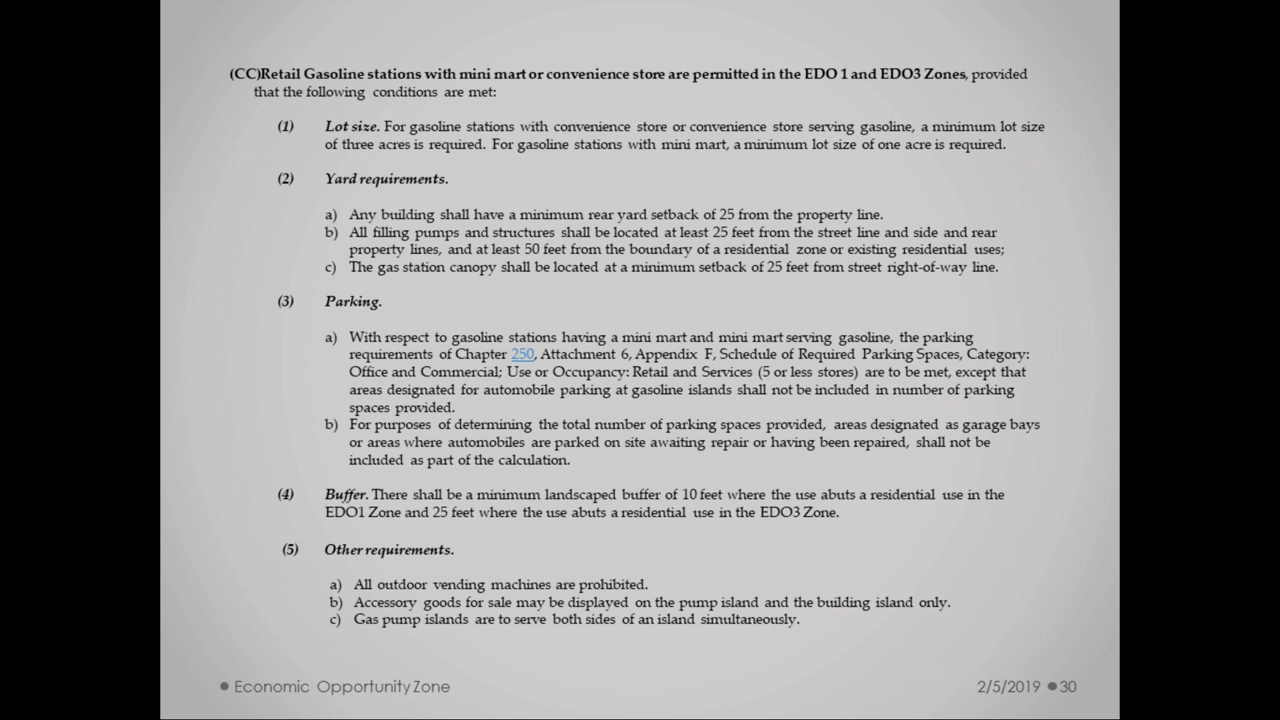 (CC)Retail Gasoline stations with mini mart or convenience store are permitted in the EDO 1 and EDO3 Zones, provided
that the following conditions are met:
(1) Lot size. For gasoline stations with convenience store or convenience store serving gasoline, a minimum lot size
of three acres is required. For gasoline stations with mini mart, a minimum lot size of one acre is required.
(2) Yard requirements.
a) Any building shall have a minimum rear yard setback of 25 from the property line.
b) All filling pumps and structures shall be located at least 25 feet from the street line and side and rear
property lines, and at least 50 feet from the boundary of a residential zone or existing residential uses;
c) The gas station canopy shall be located at a minimum setback of 25 feet from street right-of-way line.
(3) Parking.
a) With respect to gasoline stations having a mini mart and mini mart serving gasoline, the parking
requirements of Chapter 250, Attachment 6, Appendix F, Schedule of Required Parking Spaces, Category:
Office and Commercial; Use or Occupancy: Retail and Services (5 or less stores) are to be met, except that
areas designated for automobile parking at gasoline islands shall not be included in number of parking
spaces provided.
b) For purposes of determining the total number of parking spaces provided, areas designated as garage bays
or areas where automobiles are parked on site awaiting repair or having been repaired, shall not be
included as part of the calculation.
(4) Buffer. There shall be a minimum landscaped buffer of 10 feet where the use abuts a residential use in the
EDO1 Zone and 25 feet where the use abuts a residential use in the EDO3 Zone.
(5) Other requirements.
a) All outdoor vending machines are prohibited.
b) Accessory goods for sale may be displayed on the pump island and the building island only.
c) Gas pump islands are to serve both sides of an island simultaneously.
● Economic Opportunity Zone
2/5/2019 ●30